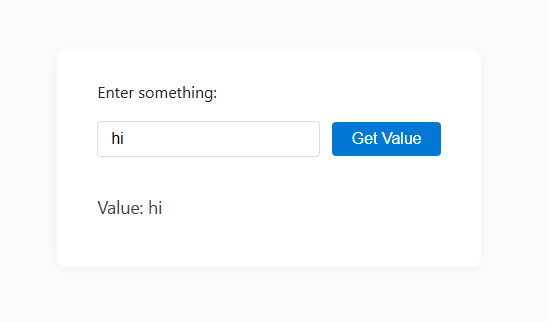 Enter something:
hi Get Value
Value: hi